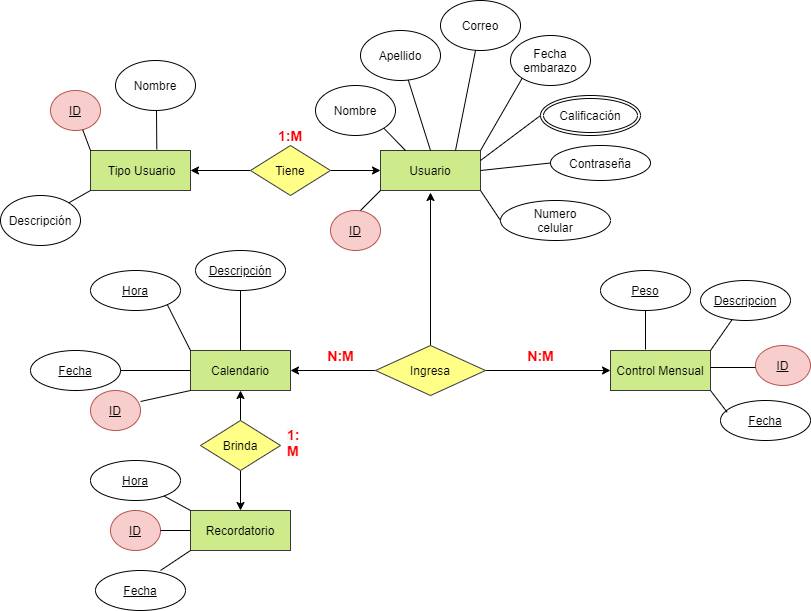 Correo
Apellido
Fecha
embarazo
Nombre
ID
Nombre
Calificación
1:M
Tipo Usuario
Tiene
Usuario
Contraseña
Descripción
ID
Numero
celular
Descripción
Hora
Peso
Descripcion
N:M
N:M
Fecha
Calendario
Ingresa
Control Mensual
ID
ID
Fecha
Brinda
1:
M
Hora
ID
Recordatorio
Fecha